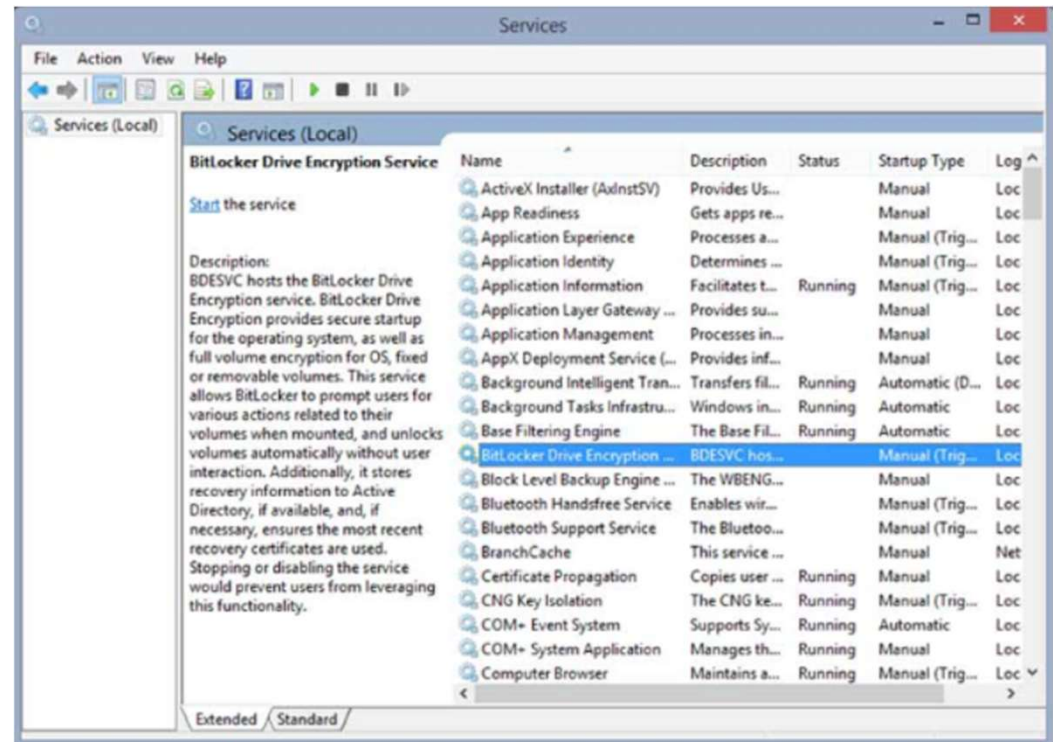 Services
File Action View Help
Services (Local)
Services (Local)
BitLocker Drive Encryption Service
Start the service
Description:
BDESVC hosts the BitLocker Drive
Encryption service. BitLocker Drive
Encryption provides secure startup
for the operating system, as well as
full volume encryption for OS, fixed
or removable volumes. This service
allows BitLocker to prompt users for
various actions related to their
volumes when mounted, and unlocks
volumes automatically without user
interaction. Additionally, it stores
recovery information to Active
Directory, if available, and, if
necessary, ensures the most recent
recovery certificates are used.
Stopping or disabling the service
would prevent users from leveraging
this functionality.
Name Description Status Startup Type Log
ActiveX Installer (AxInstSV) Provides Us... Manual Loc
App Readiness Gets apps re... Manual Loc
Application Experience Processes a... Manual (Trig... Loc
Application Identity Determines ... Manual (Trig... Loc
Application Information Facilitates t... Running Manual (Trig... Loc
Application Layer Gateway ... Provides su... Manual Loc
Application Management Processes in... Manual Loc
AppX Deployment Service (... Provides inf... Manual Loc
Background Intelligent Tran... Transfers fil... Running Automatic (D... Loc
Background Tasks Infrastru... Windows in... Running Automatic Loc
Base Filtering Engine The Base Fil... Running Automatic Loc
BitLocker Drive Encryption ... BDESVC hos... Manual (Trig... Loc
Block Level Backup Engine ... The WBENG... Manual Loc
Bluetooth Handsfree Service Enables wir... Manual (Trig... Loc
Bluetooth Support Service The Bluetoo... Manual (Trig... Loc
BranchCache This service ... Manual Net
Certificate Propagation Copies user ... Running Manual Loc
CNG Key Isolation The CNG ke... Running Manual (Trig... Loc
COM+ Event System Supports Sy... Running Automatic Loc
COM+ System Application Manages th... Running Manual Loc
Computer Browser Maintains a... Running Manual (Trig... Loc
Extended Standard